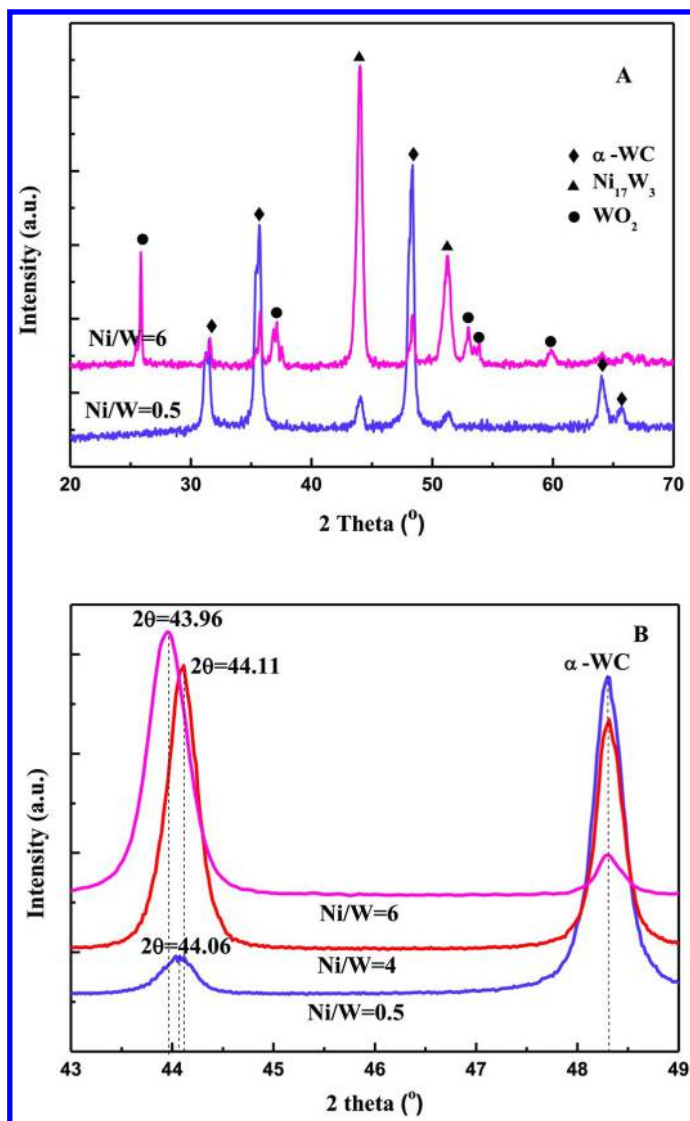 A
♦ α -WC
▲ Ni₁₇W₃
● WO₂
Intensity (a.u.)
Ni/W=6
Ni/W=0.5
20 30 40 50 60 70
2 Theta (°)
2θ=43.96
B
2θ=44.11
α -WC
Intensity (a.u.)
Ni/W=6
2θ=44.06
Ni/W=4
Ni/W=0.5
43 44 45 46 47 48 49
2 theta (°)